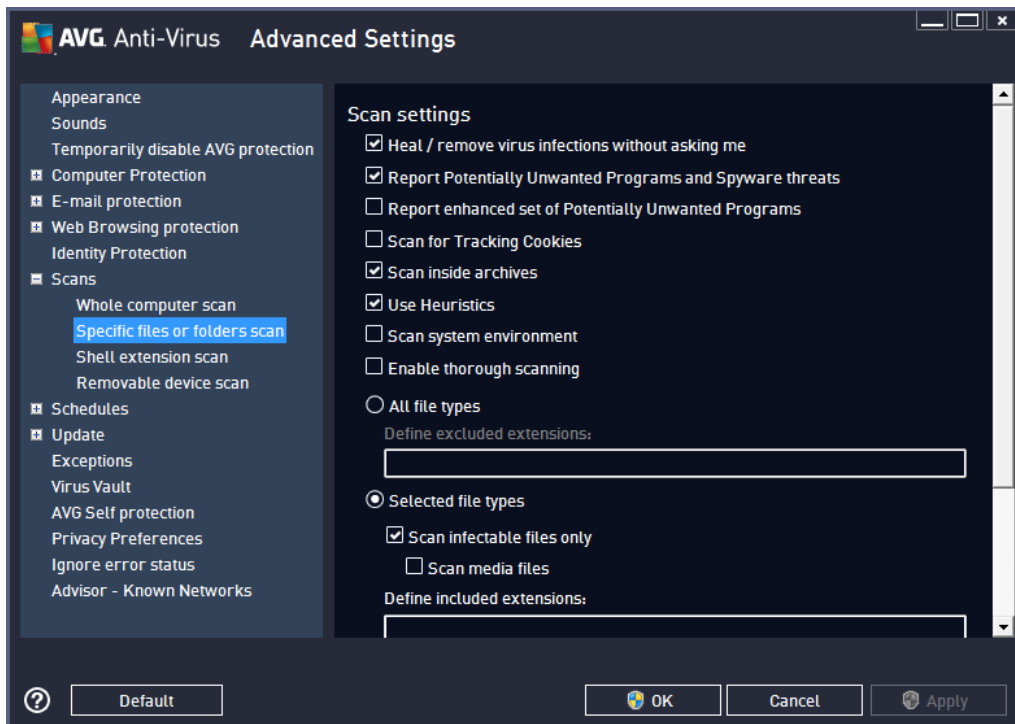 AVG. Anti-Virus Advanced Settings
Appearance
Sounds
Temporarily disable AVG protection
Computer Protection
E-mail protection
Web Browsing protection
Identity Protection
Scans
Whole computer scan
Specific files or folders scan
Shell extension scan
Removable device scan
Schedules
Update
Exceptions
Virus Vault
AVG Self protection
Privacy Preferences
Ignore error status
Advisor - Known Networks
Scan settings
Heal / remove virus infections without asking me
Report Potentially Unwanted Programs and Spyware threats
Report enhanced set of Potentially Unwanted Programs
Scan for Tracking Cookies
Scan inside archives
Use Heuristics
Scan system environment
Enable thorough scanning
All file types
Define excluded extensions:
Selected file types
Scan infectable files only
Scan media files
Define included extensions:
? Default OK Cancel Apply